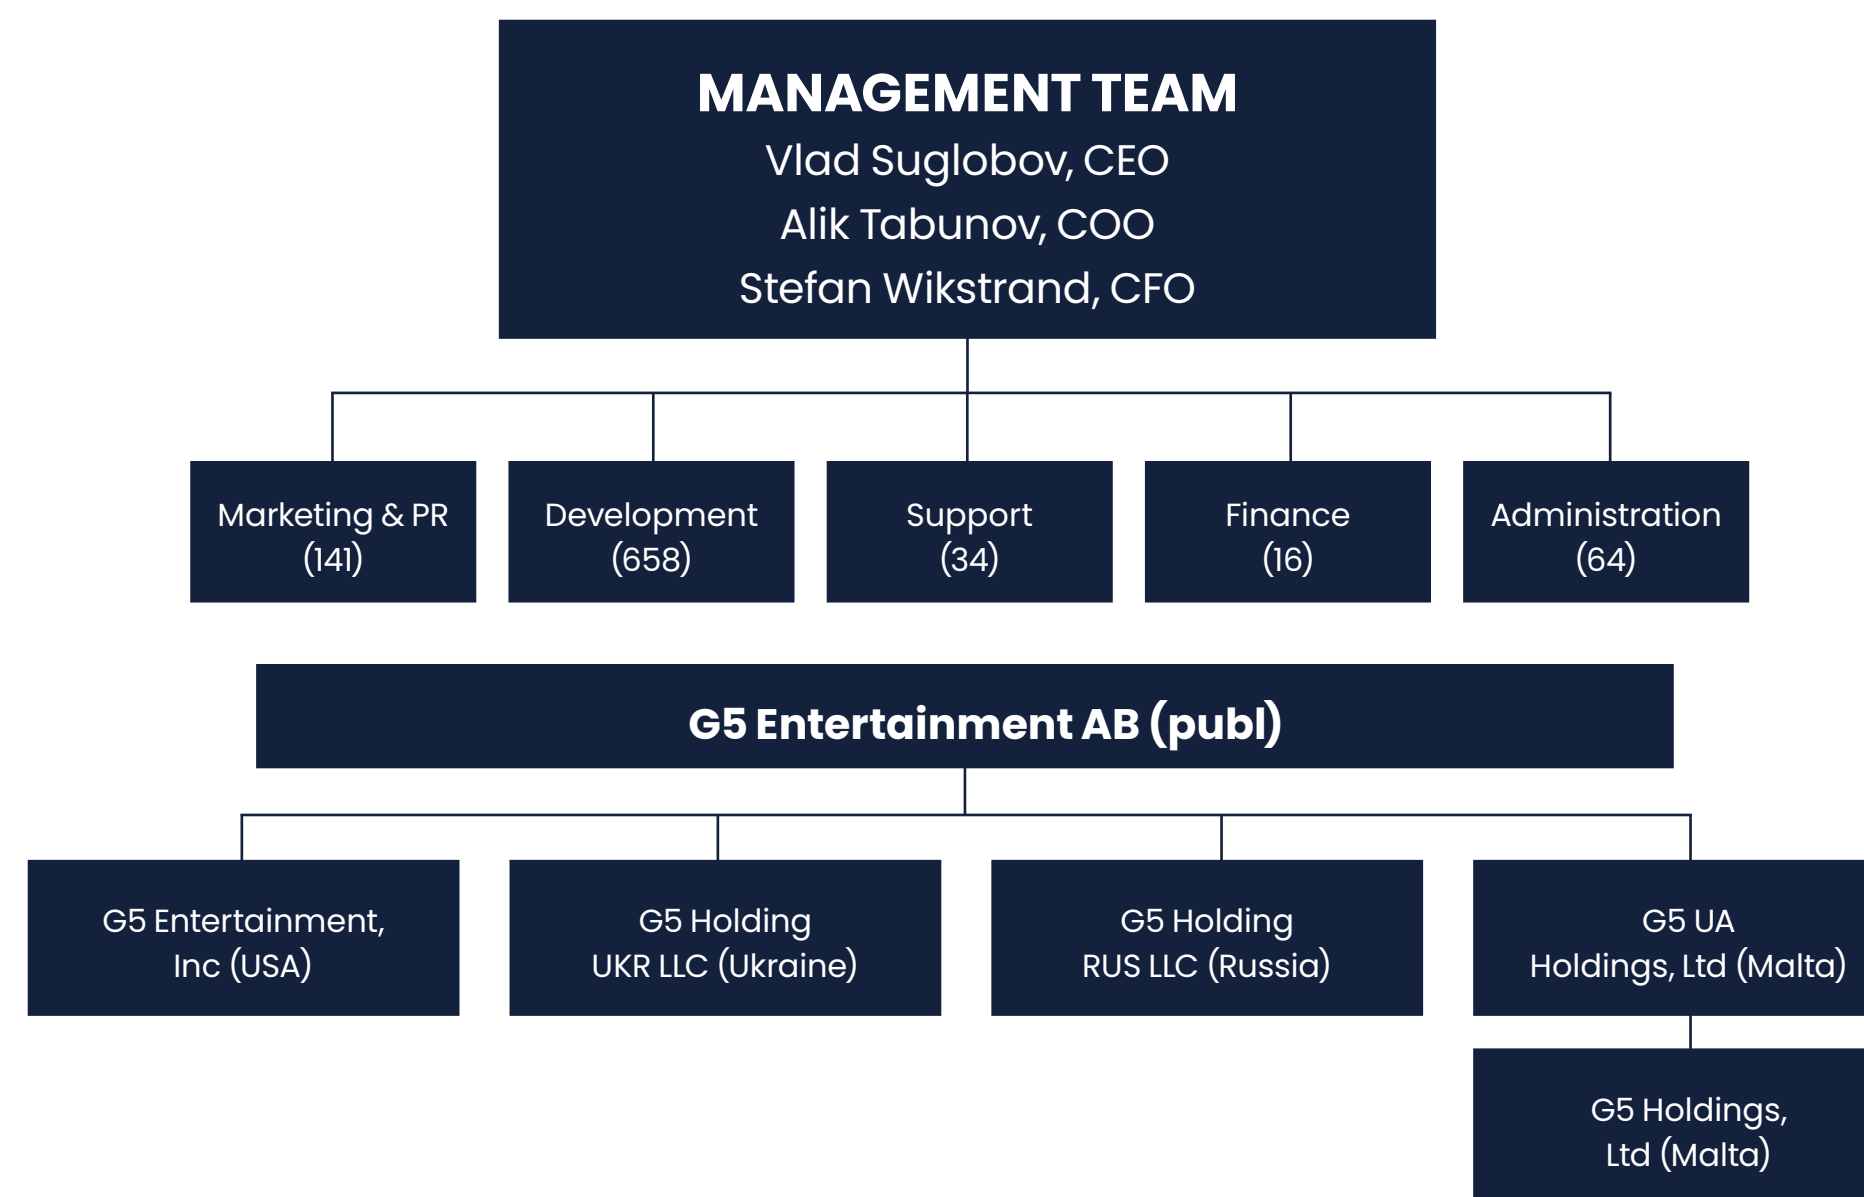 MANAGEMENT TEAM
Vlad Suglobov, CEO
Alik Tabunov, COO
Stefan Wikstrand, CFO
Marketing & PR
(141)
Development
(658)
Support
(34)
Finance
(16)
Administration
(64)
G5 Entertainment AB (publ)
G5 Entertainment,
Inc (USA)
G5 Holding
UKR LLC (Ukraine)
G5 Holding
RUS LLC (Russia)
G5 UA
Holdings, Ltd (Malta)
G5 Holdings,
Ltd (Malta)